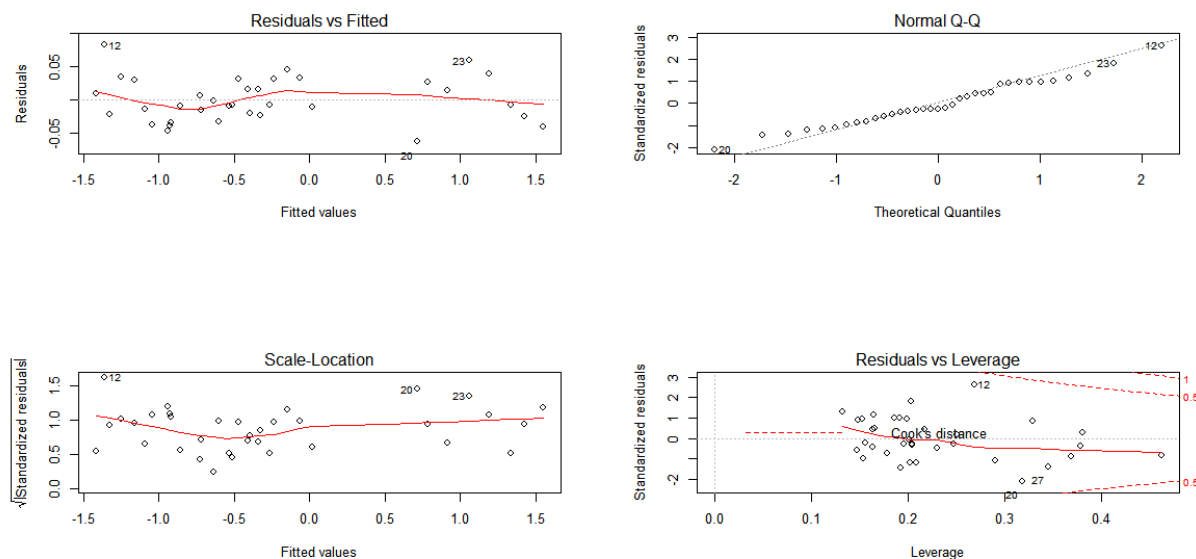 Residuals vs Fitted
Residuals
-0.05
0.05
12
23
20
-1.5 -1.0 -0.5 0.0 0.5 1.0 1.5
Fitted values
Normal Q-Q
Standardized residuals
-2 0 1 2 3
12
23
20
-2 -1 0 1 2
Theoretical Quantiles
Scale-Location
√|Standardized residuals|
0.0 0.5 1.0 1.5
12
20
23
-1.5 -1.0 -0.5 0.0 0.5 1.0 1.5
Fitted values
Residuals vs Leverage
Standardized residuals
-2 0 1 2 3
12
1
0.5
Cook's distance
27
0.5
20
0.0 0.1 0.2 0.3 0.4
Leverage